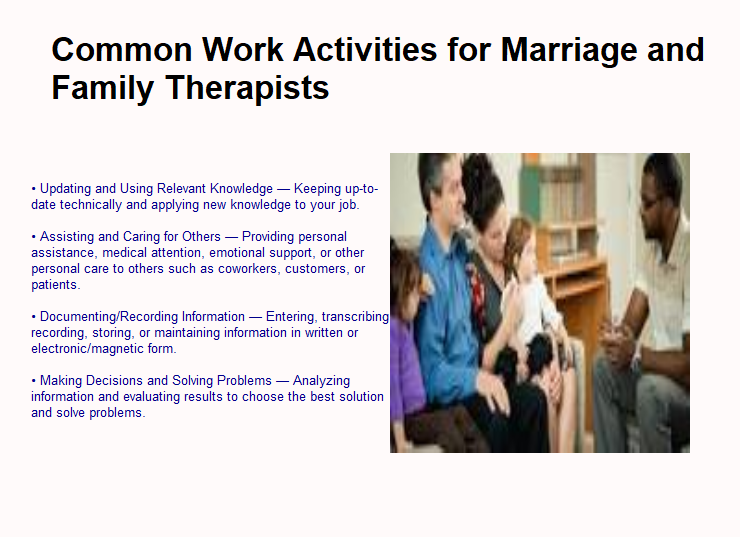 Common Work Activities for Marriage and
Family Therapists
• Updating and Using Relevant Knowledge — Keeping up-to-
date technically and applying new knowledge to your job.
• Assisting and Caring for Others — Providing personal
assistance, medical attention, emotional support, or other
personal care to others such as coworkers, customers, or
patients.
• Documenting/Recording Information — Entering, transcribing
recording, storing, or maintaining information in written or
electronic/magnetic form.
• Making Decisions and Solving Problems — Analyzing
information and evaluating results to choose the best solution
and solve problems.